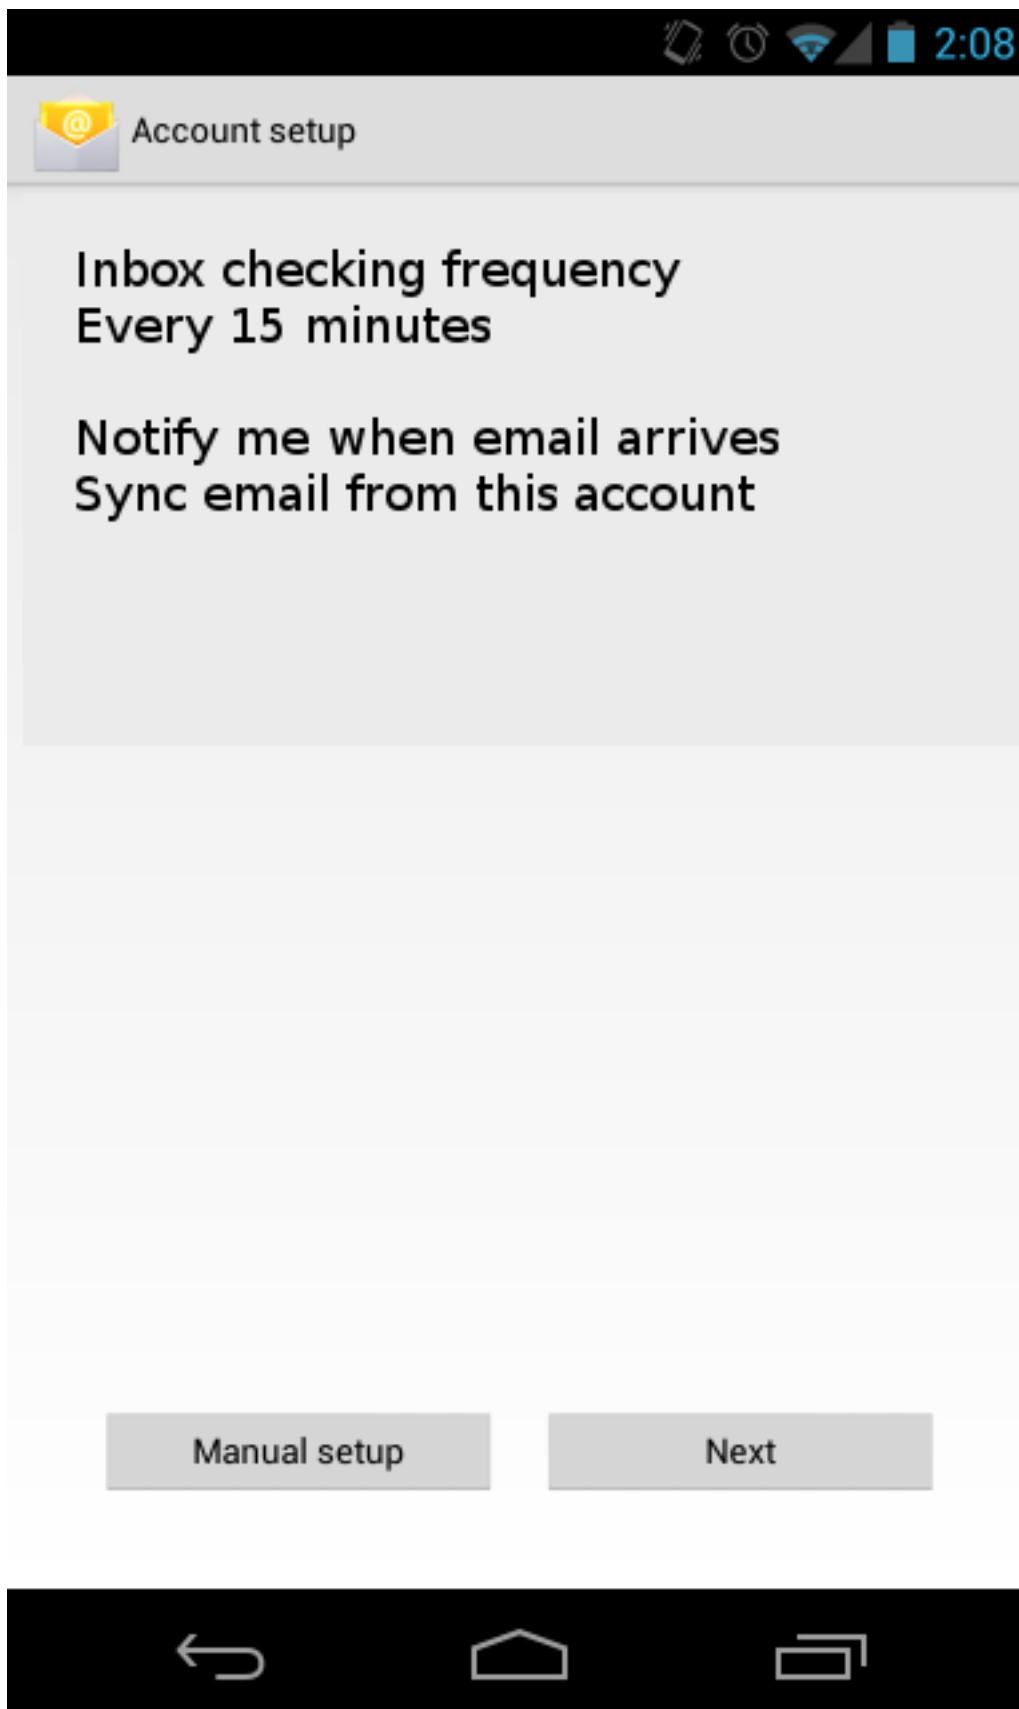 2:08
Account setup
Inbox checking frequency
Every 15 minutes
Notify me when email arrives
Sync email from this account
Manual setup
Next